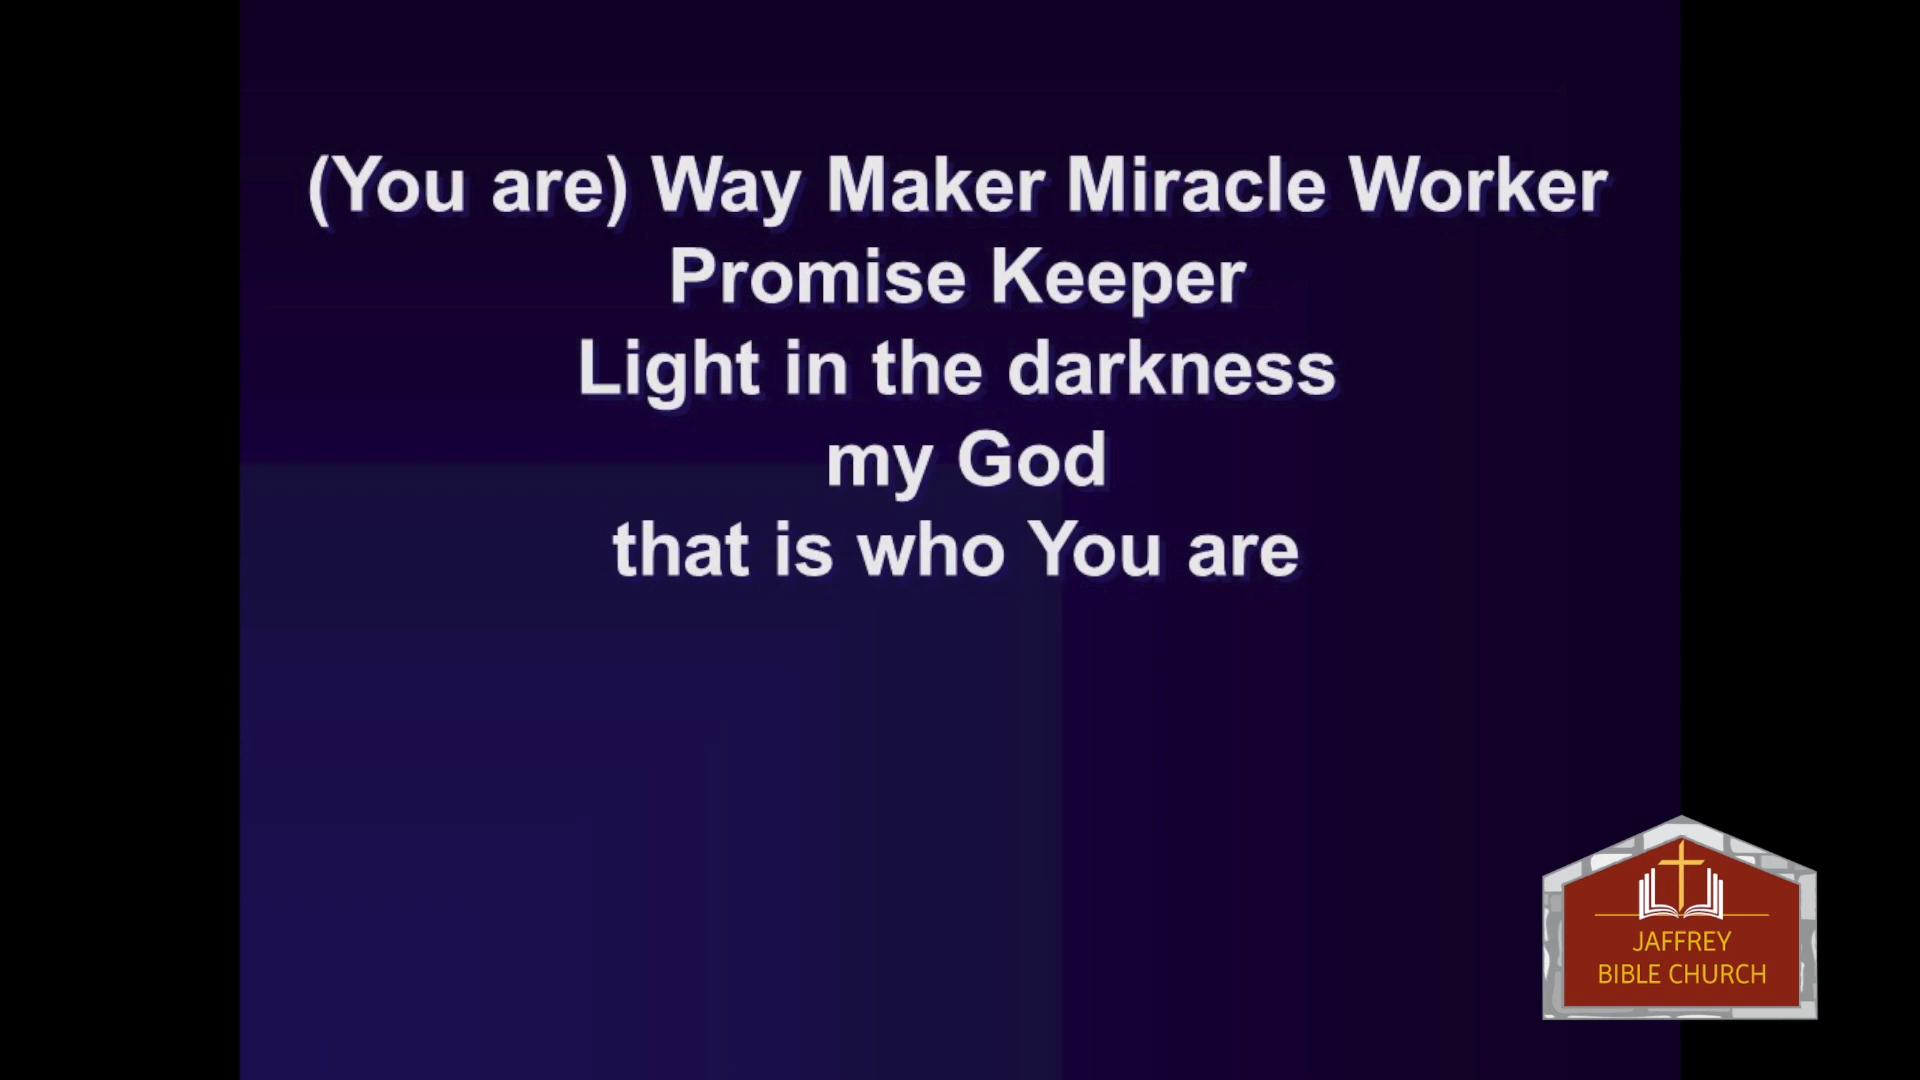 (You are) Way Maker Miracle Worker
Promise Keeper
Light in the darkness
my God
that is who You are
JAFFREY
BIBLE CHURCH